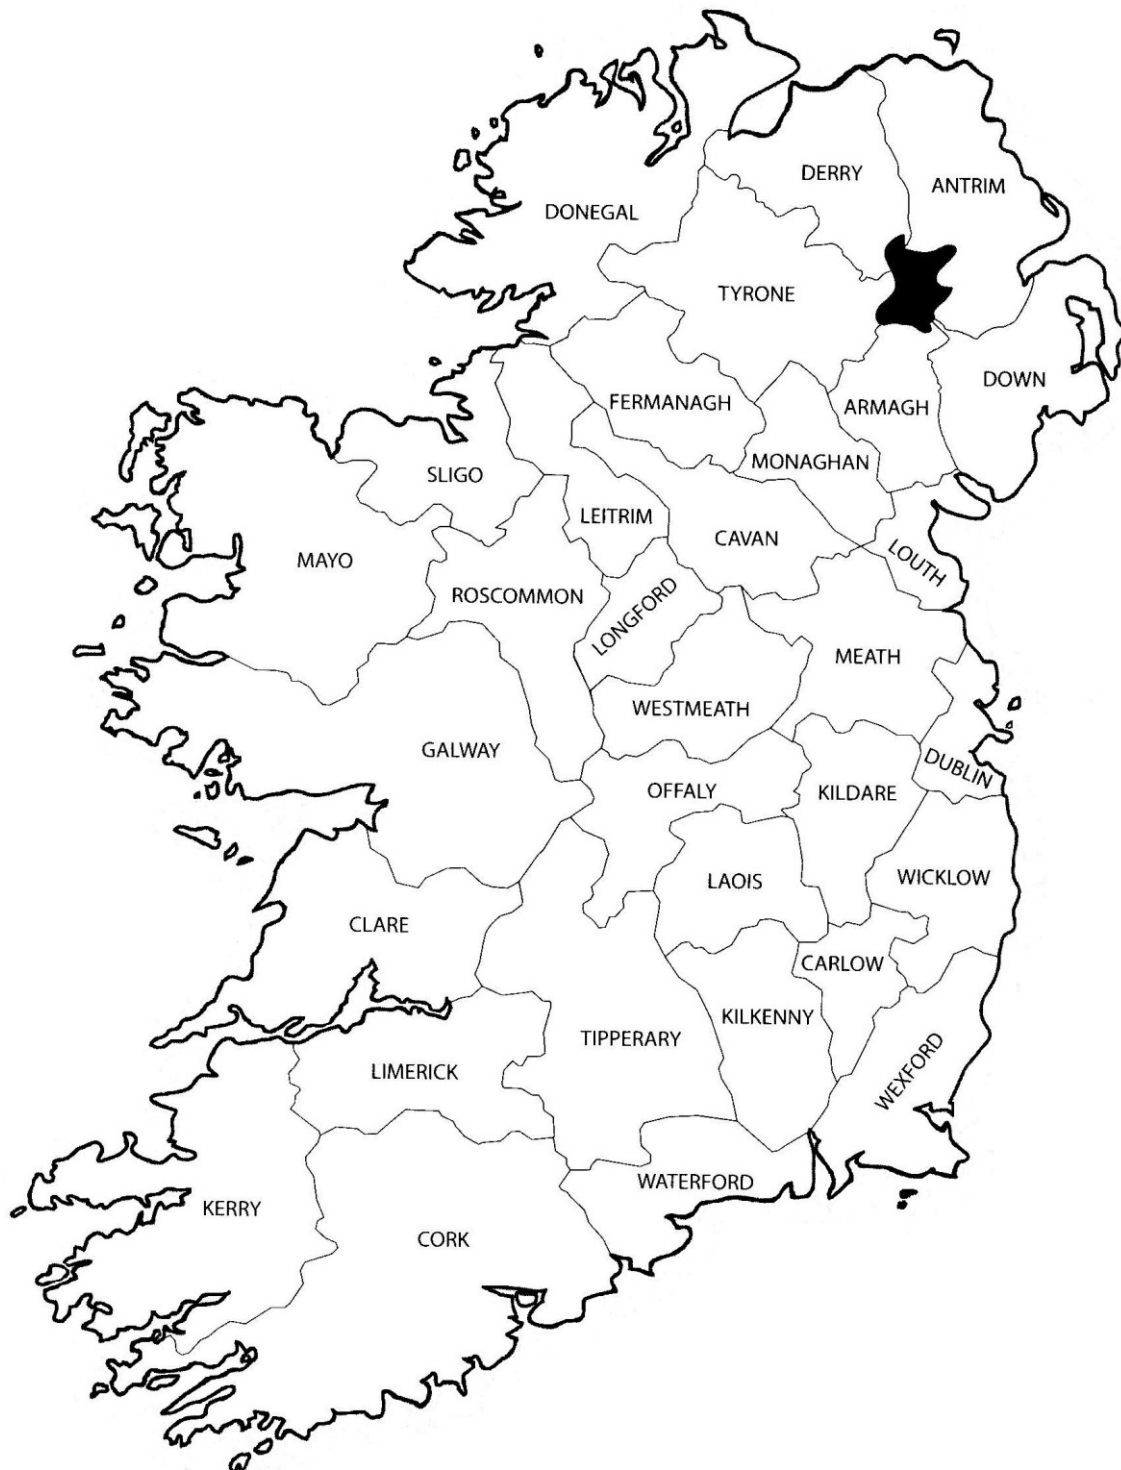 DERRY
ANTRIM
DONEGAL
TYRONE
DOWN
FERMANAGH
ARMAGH
MONAGHAN
SLIGO
LEITRIM
CAVAN
LOUTH
MAYO
ROSCOMMON
LONGFORD
MEATH
WESTMEATH
GALWAY
DUBLIN
OFFALY
KILDARE
LAOIS
WICKLOW
CLARE
CARLOW
KILKENNY
TIPPERARY
LIMERICK
WEXFORD
WATERFORD
KERRY
CORK